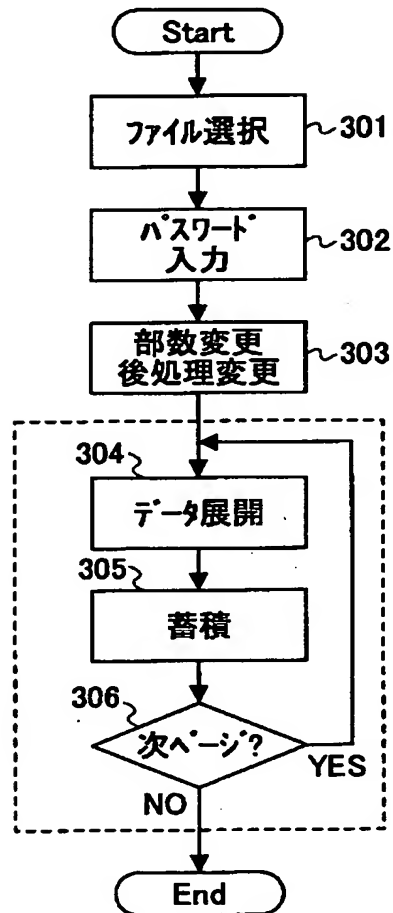 Start
ファイル選択
301
パスワード
入力
302
部数変更
後処理変更
303
304
データ展開
305
蓄積
306
次ページ?
YES
NO
End